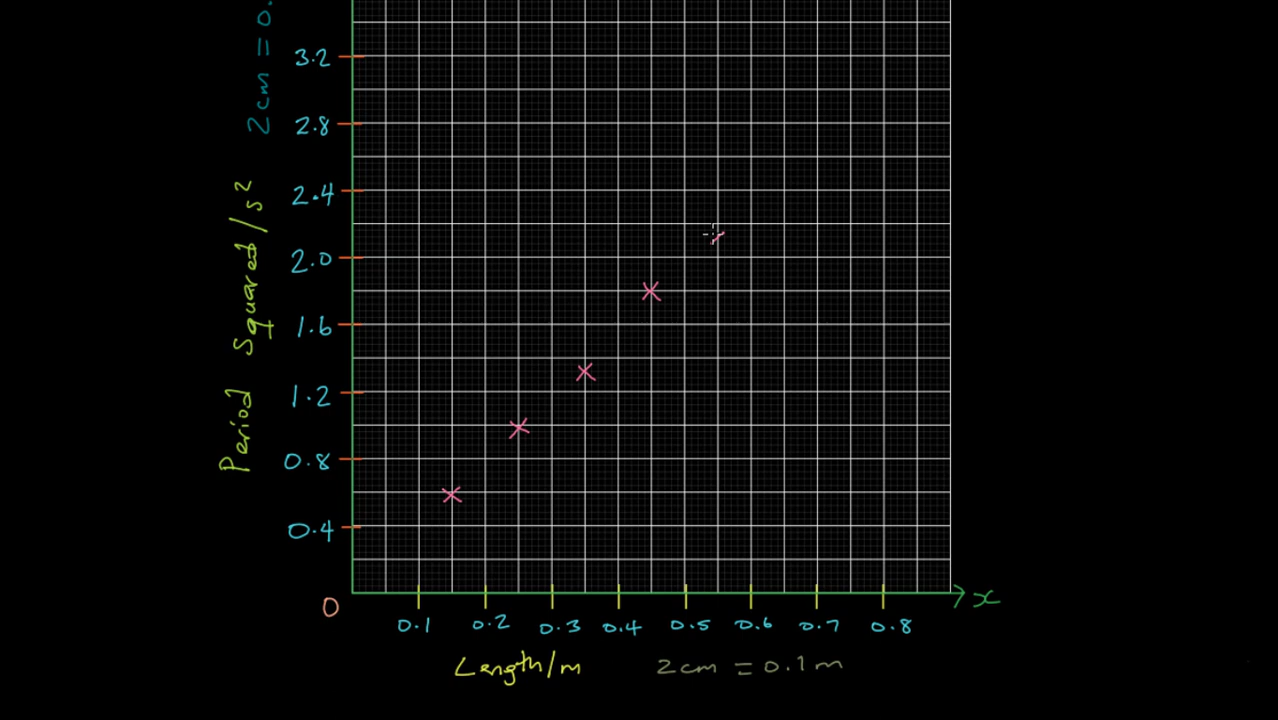 2cm = 0.
Period Squared/s²
3.2
2.8
2.4
2.0
1.6
1.2
0.8
0.4
0
0.1 0.2 0.3 0.4 0.5 0.6 0.7 0.8
x
Length/m 2cm = 0.1m